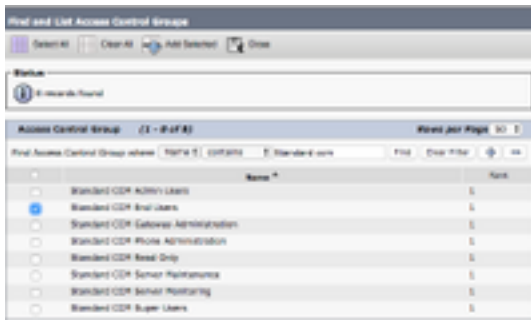 Find and List Access Control Groups
Select All Clear All Add Selected Close
Status
8 records found
Access Control Group (1 - 8 of 8) Rows per Page 50
Find Access Control Group where Name contains Standard ccm Find Clear Filter
Name Rank
Standard CCM Admin Users 1
Standard CCM End Users 1
Standard CCM Gateway Administration 1
Standard CCM Phone Administration 1
Standard CCM Read Only 1
Standard CCM Server Maintenance 1
Standard CCM Server Monitoring 1
Standard CCM Super Users 1